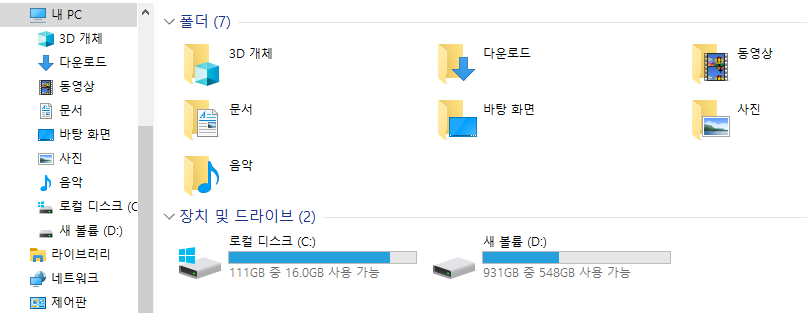 내 PC
3D 개체
다운로드
동영상
문서
바탕 화면
사진
음악
로컬 디스크 (C
새 볼륨 (D:)
라이브러리
네트워크
제어판
폴더 (7)
3D 개체
다운로드
동영상
문서
바탕 화면
사진
음악
장치 및 드라이브 (2)
로컬 디스크 (C:)
111GB 중 16.0GB 사용 가능
새 볼륨 (D:)
931GB 중 548GB 사용 가능